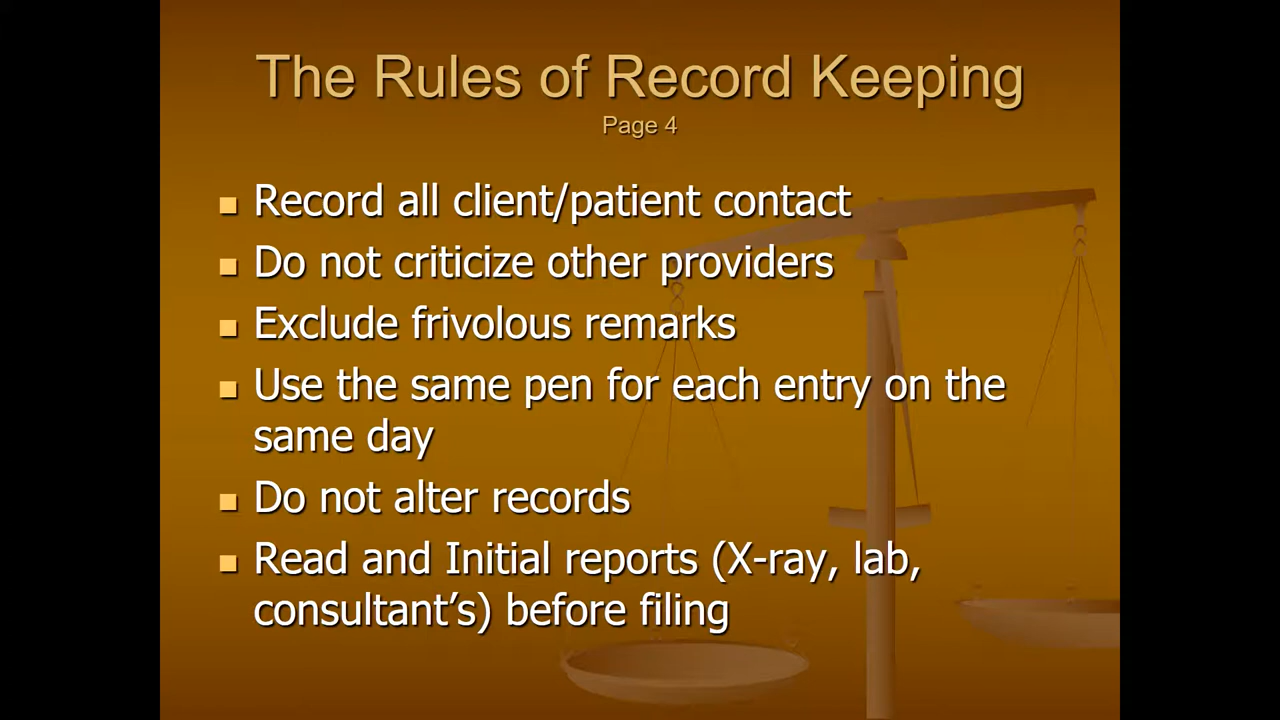 The Rules of Record Keeping
Page 4
Record all client/patient contact
Do not criticize other providers
Exclude frivolous remarks
Use the same pen for each entry on the
same day
Do not alter records
Read and Initial reports (X-ray, lab,
consultant’s) before filing